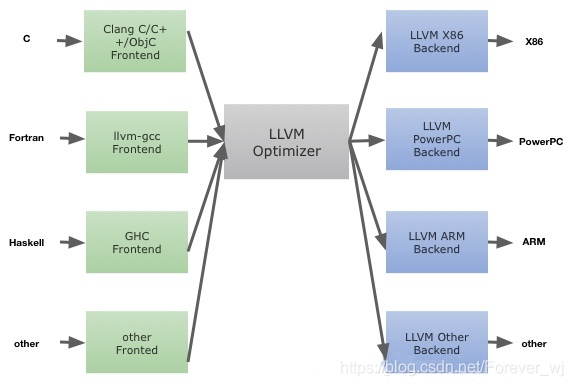 C
Clang C/C+
+/ObjC
Frontend
LLVM X86
Backend
X86
Fortran
llvm-gcc
Frontend
LLVM
Optimizer
LLVM
PowerPC
Backend
PowerPC
Haskell
GHC
Frontend
LLVM ARM
Backend
ARM
other
other
Fronted
LLVM Other
Backend
other
https://blog.csdn.net/Forever_wj